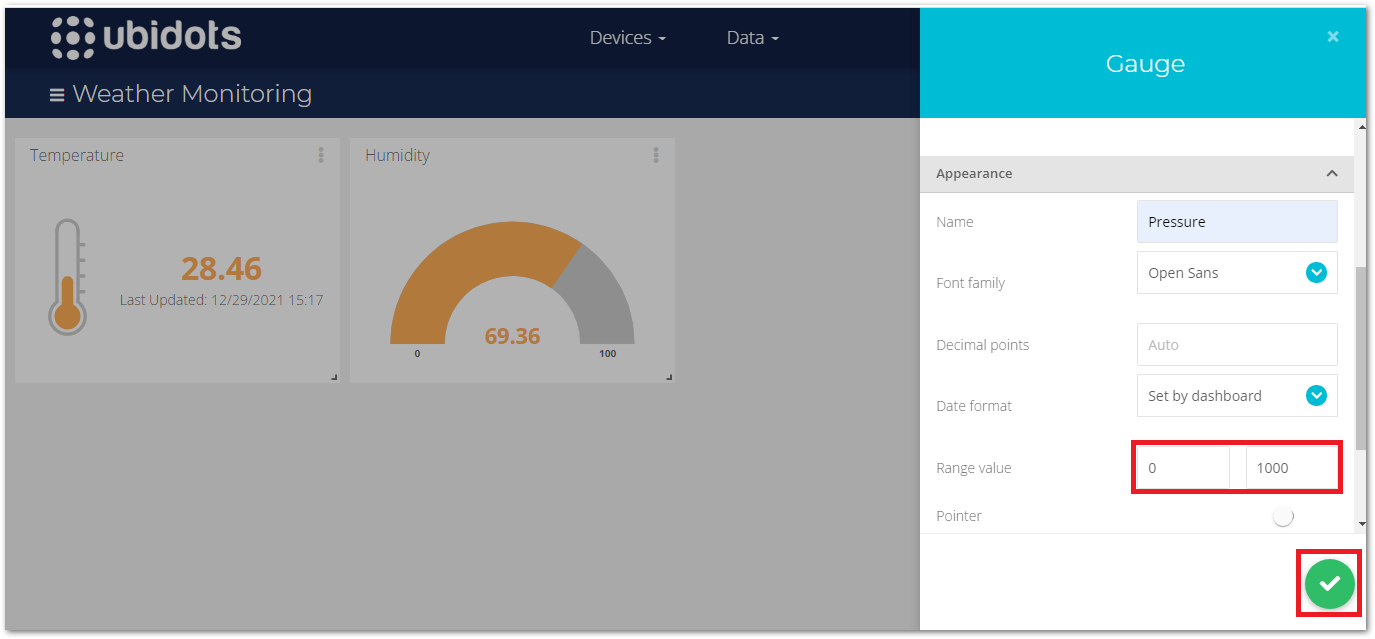 ubidots
Devices
Data
Weather Monitoring
Temperature
28.46
Last Updated: 12/29/2021 15:17
Humidity
69.36
0 100
Gauge
Appearance
Name Pressure
Font family Open Sans
Decimal points Auto
Date format Set by dashboard
Range value 0 1000
Pointer